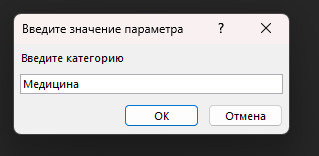 Введите значение параметра ?
Введите категорию
Медицина
ОК Отмена